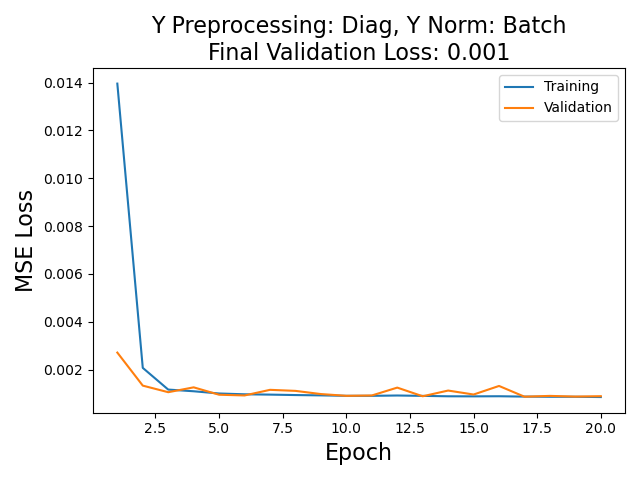 Y Preprocessing: Diag, Y Norm: Batch
Final Validation Loss: 0.001
Training
Validation
0.014
0.012
0.010
0.008
0.006
0.004
0.002
MSE Loss
2.5 5.0 7.5 10.0 12.5 15.0 17.5 20.0
Epoch